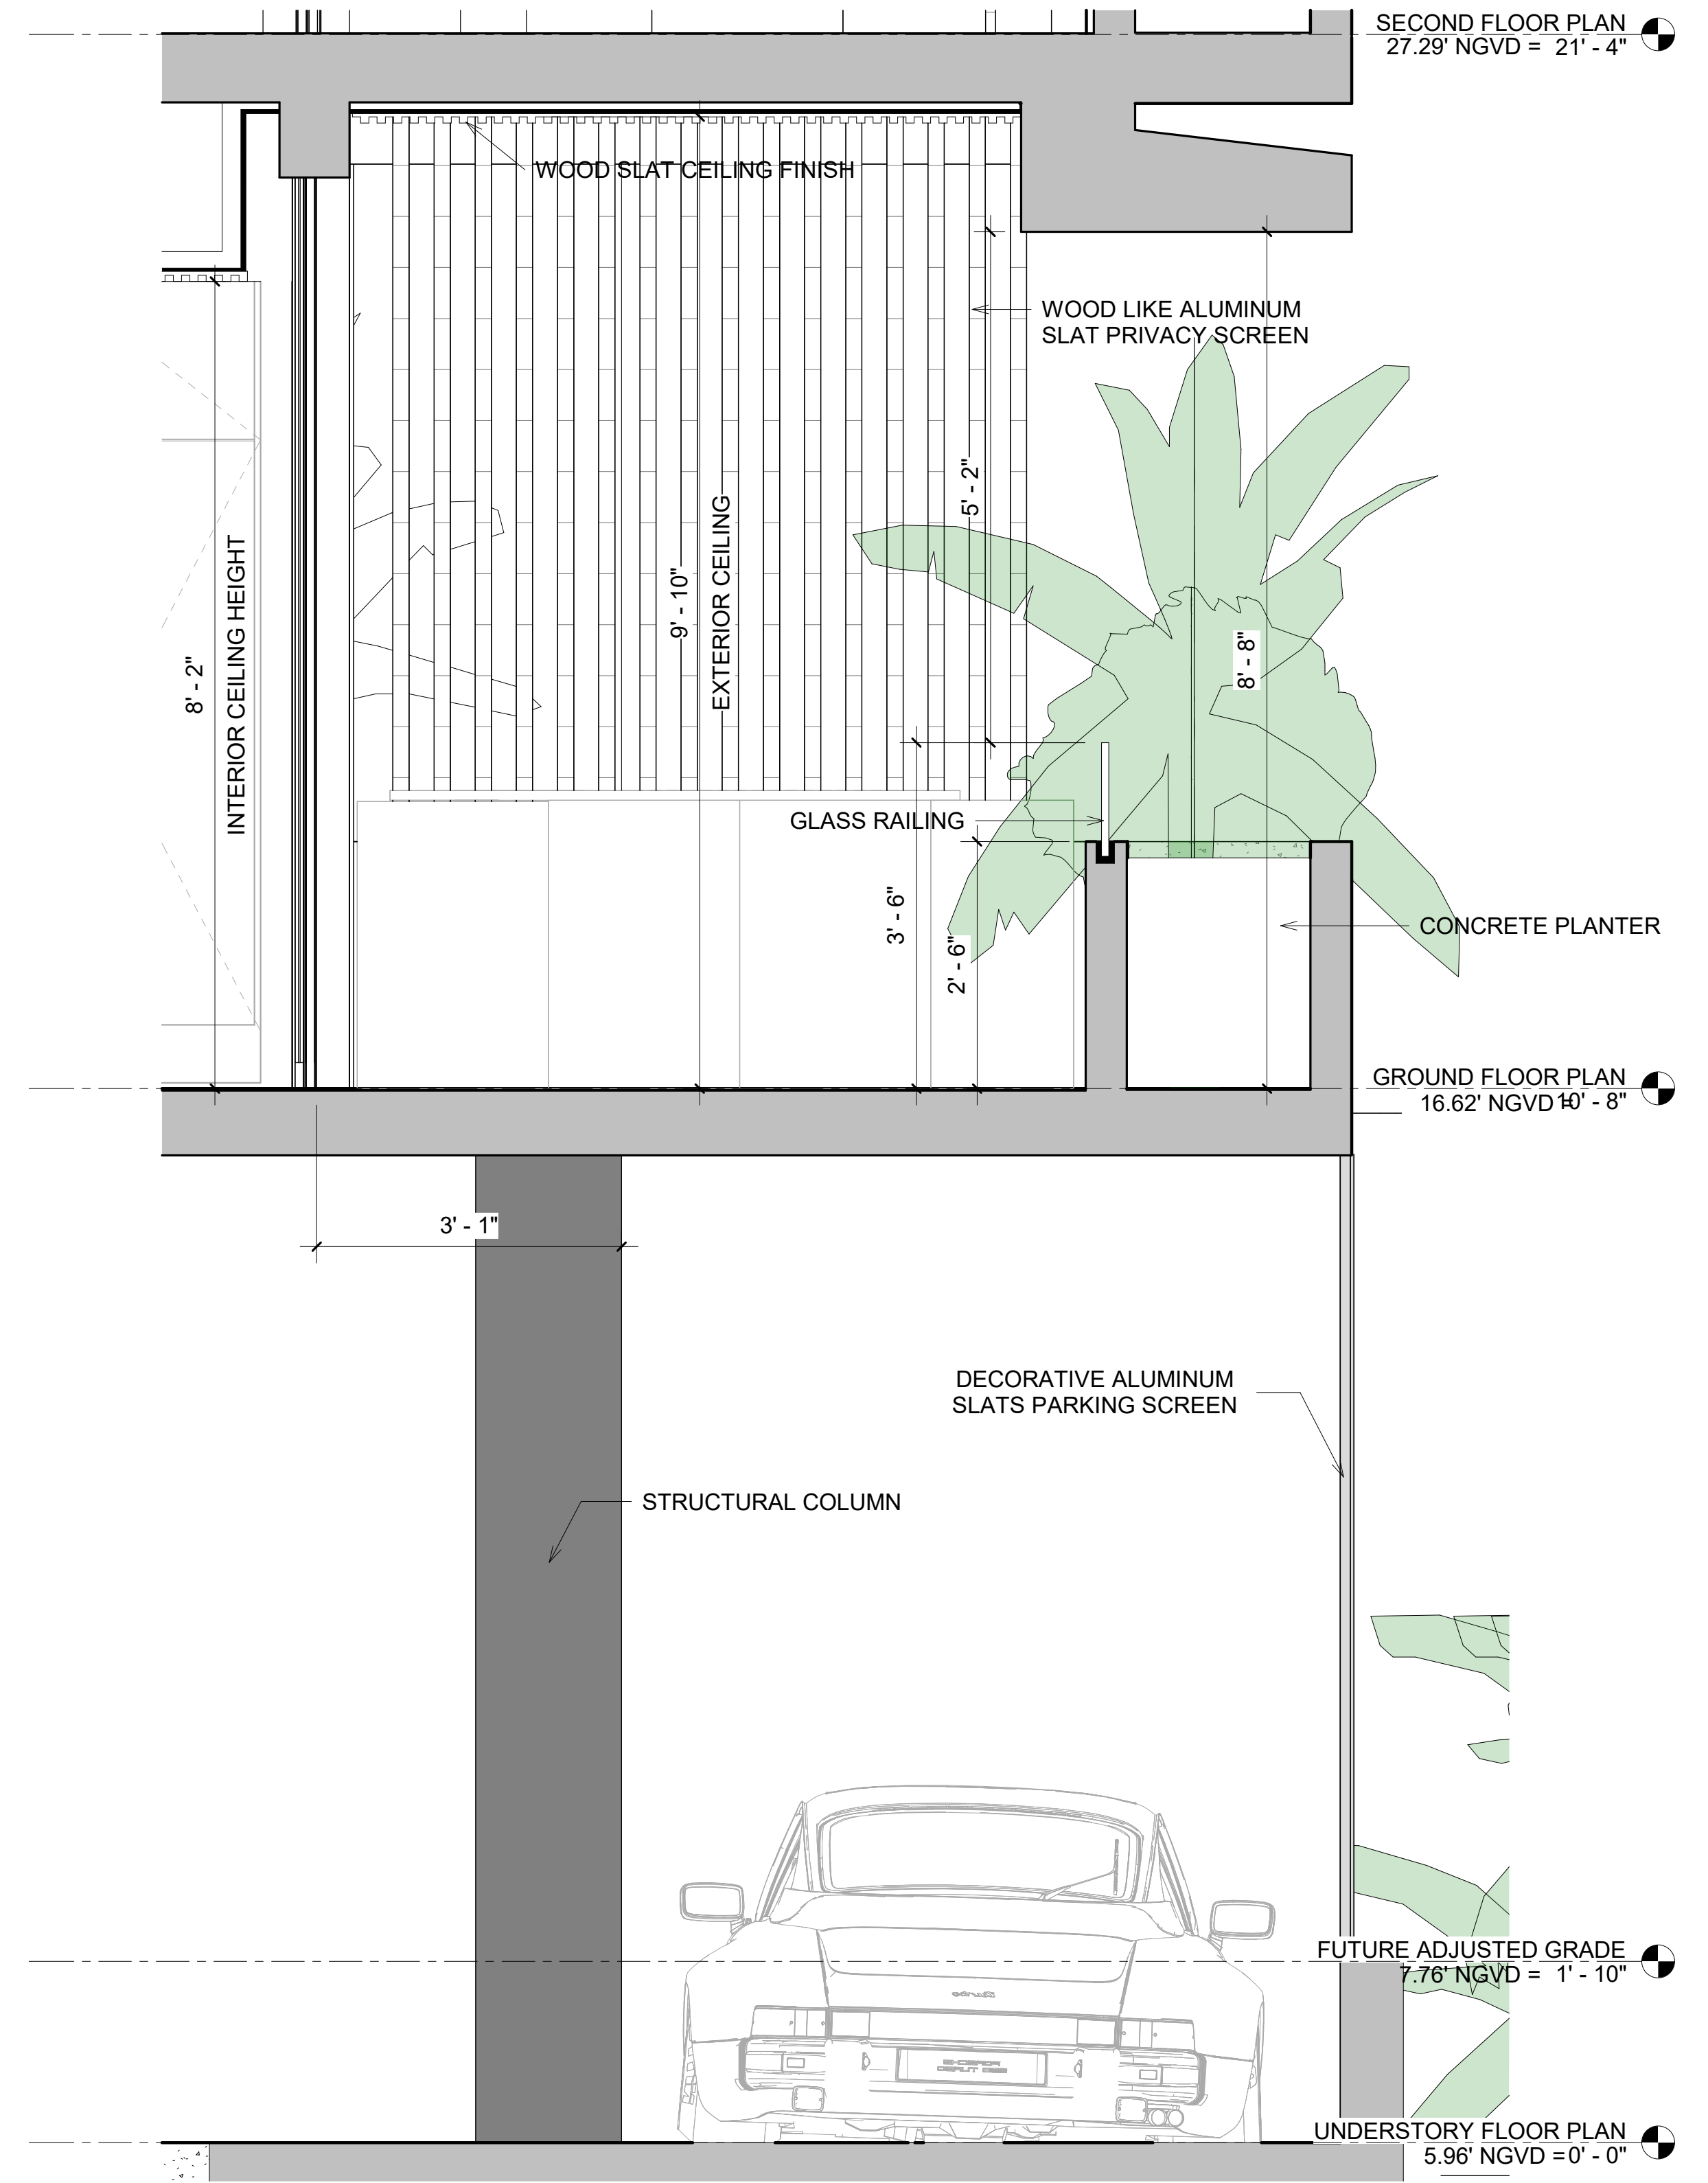 SECOND FLOOR PLAN
27.29' NGVD = 21' - 4"
WOOD SLAT CEILING FINISH
WOOD LIKE ALUMINUM
SLAT PRIVACY SCREEN
5' - 2"
9' - 10"
EXTERIOR CEILING
8' - 2"
INTERIOR CEILING HEIGHT
8' - 8"
GLASS RAILING
3' - 6"
2' - 6"
CONCRETE PLANTER
GROUND FLOOR PLAN
16.62' NGVD = 10' - 8"
3' - 1"
DECORATIVE ALUMINUM
SLATS PARKING SCREEN
STRUCTURAL COLUMN
FUTURE ADJUSTED GRADE
7.76' NGVD = 1' - 10"
UNDERSTORY FLOOR PLAN
5.96' NGVD = 0' - 0"